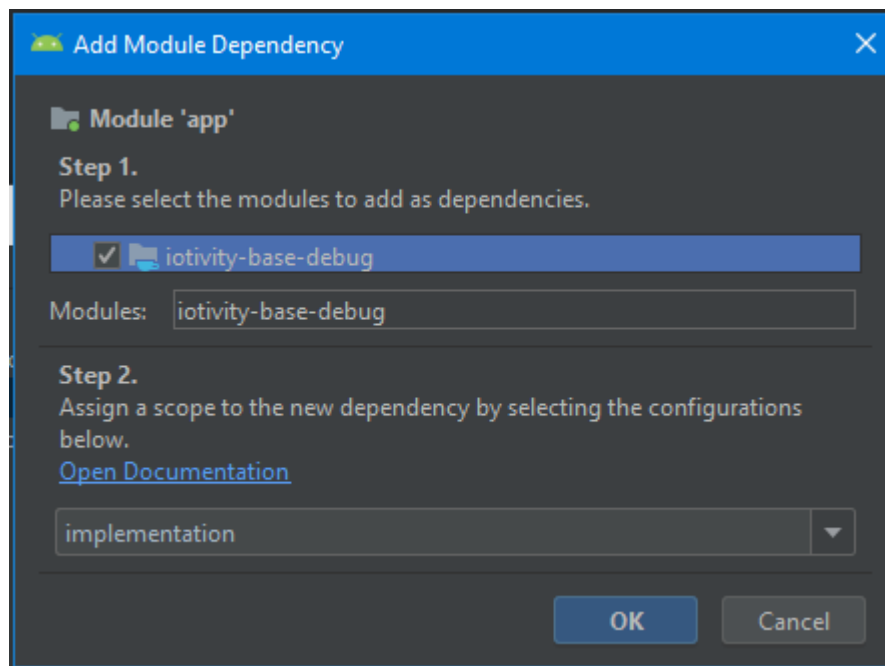 Add Module Dependency
Module 'app'
Step 1.
Please select the modules to add as dependencies.
iotivity-base-debug
Modules: iotivity-base-debug
Step 2.
Assign a scope to the new dependency by selecting the configurations
below.
Open Documentation
implementation
OK Cancel